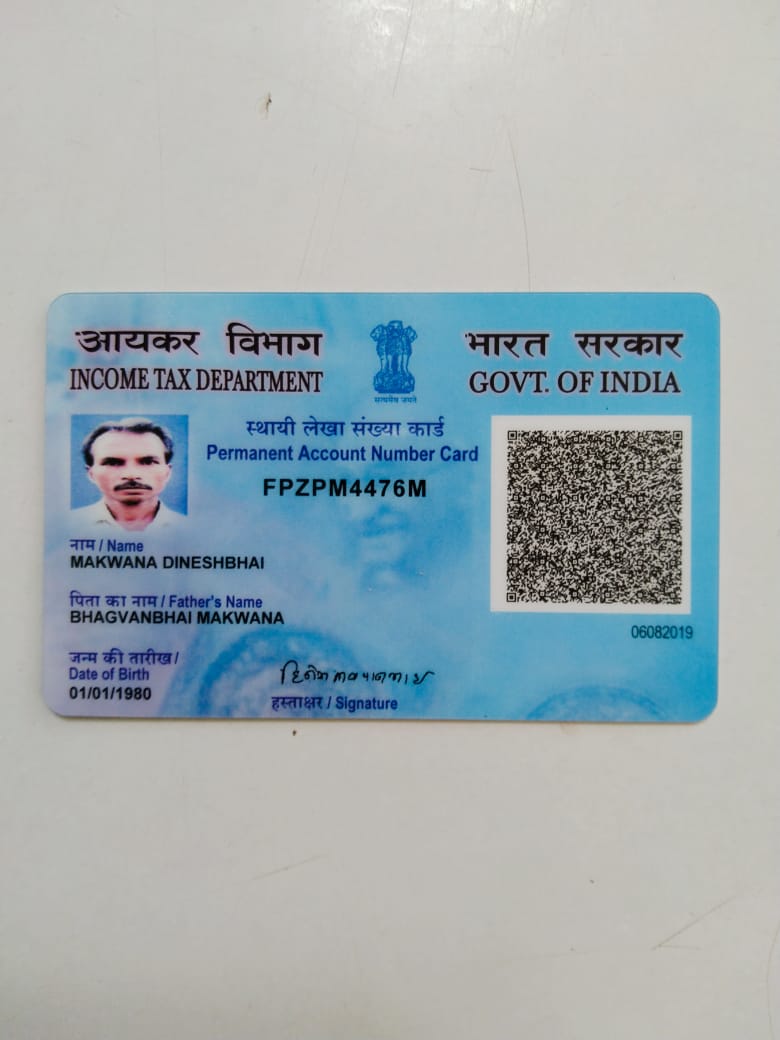 आयकर विभाग
INCOME TAX DEPARTMENT
सत्यमेव जयते
भारत सरकार
GOVT. OF INDIA
स्थायी लेखा संख्या कार्ड
Permanent Account Number Card
FPZPM4476M
नाम / Name
MAKWANA DINESHBHAI
पिता का नाम / Father's Name
BHAGVANBHAI MAKWANA
जन्म की तारीख /
Date of Birth
01/01/1980
हस्ताक्षर / Signature
06082019